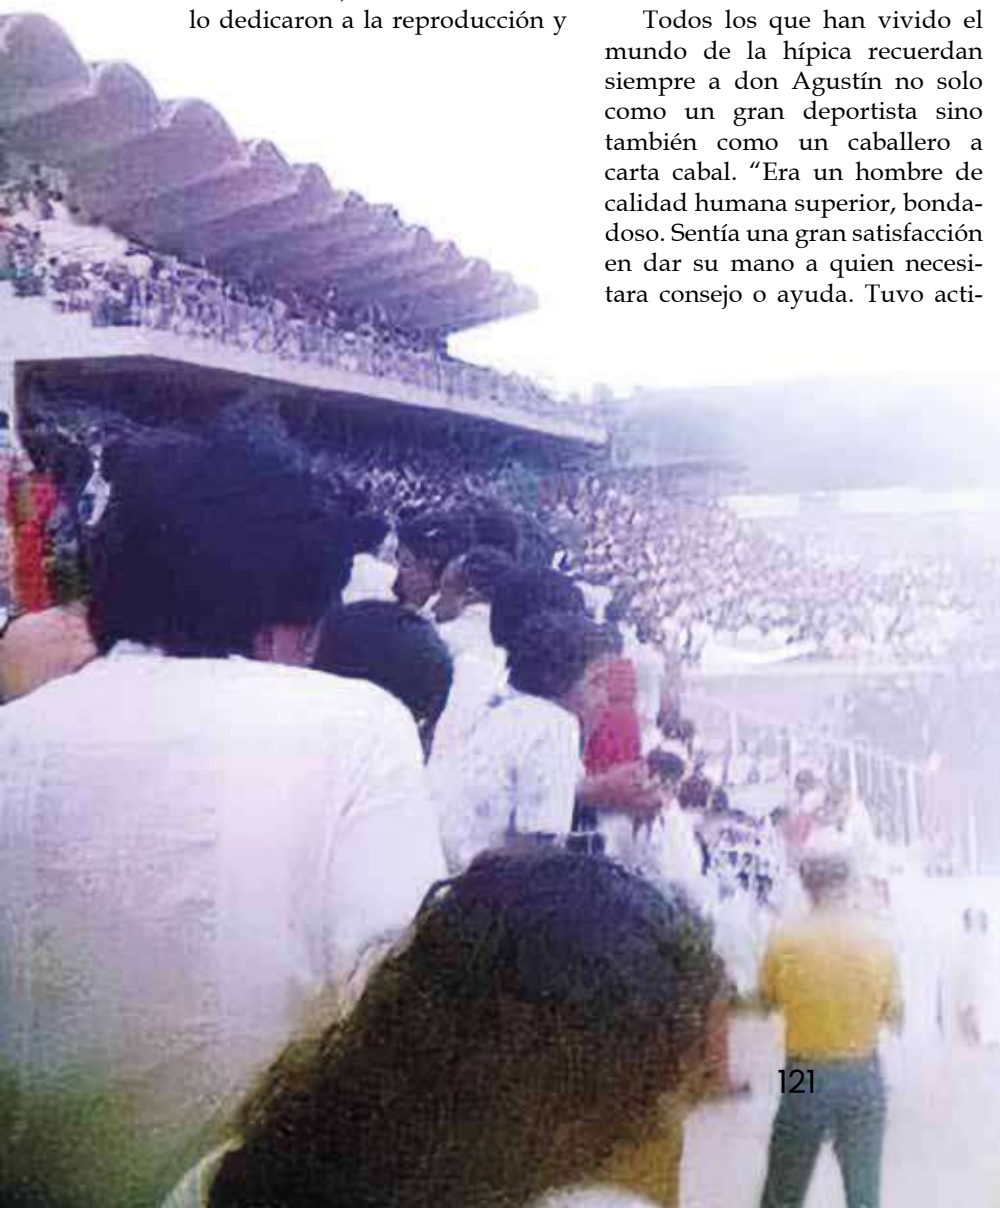 lo dedicaron a la reproducción y
Todos los que han vivido el
mundo de la hípica recuerdan
siempre a don Agustín no solo
como un gran deportista sino
también como un caballero a
carta cabal. “Era un hombre de
calidad humana superior, bonda-
doso. Sentía una gran satisfacción
en dar su mano a quien necesi-
tara consejo o ayuda. Tuvo acti-
121